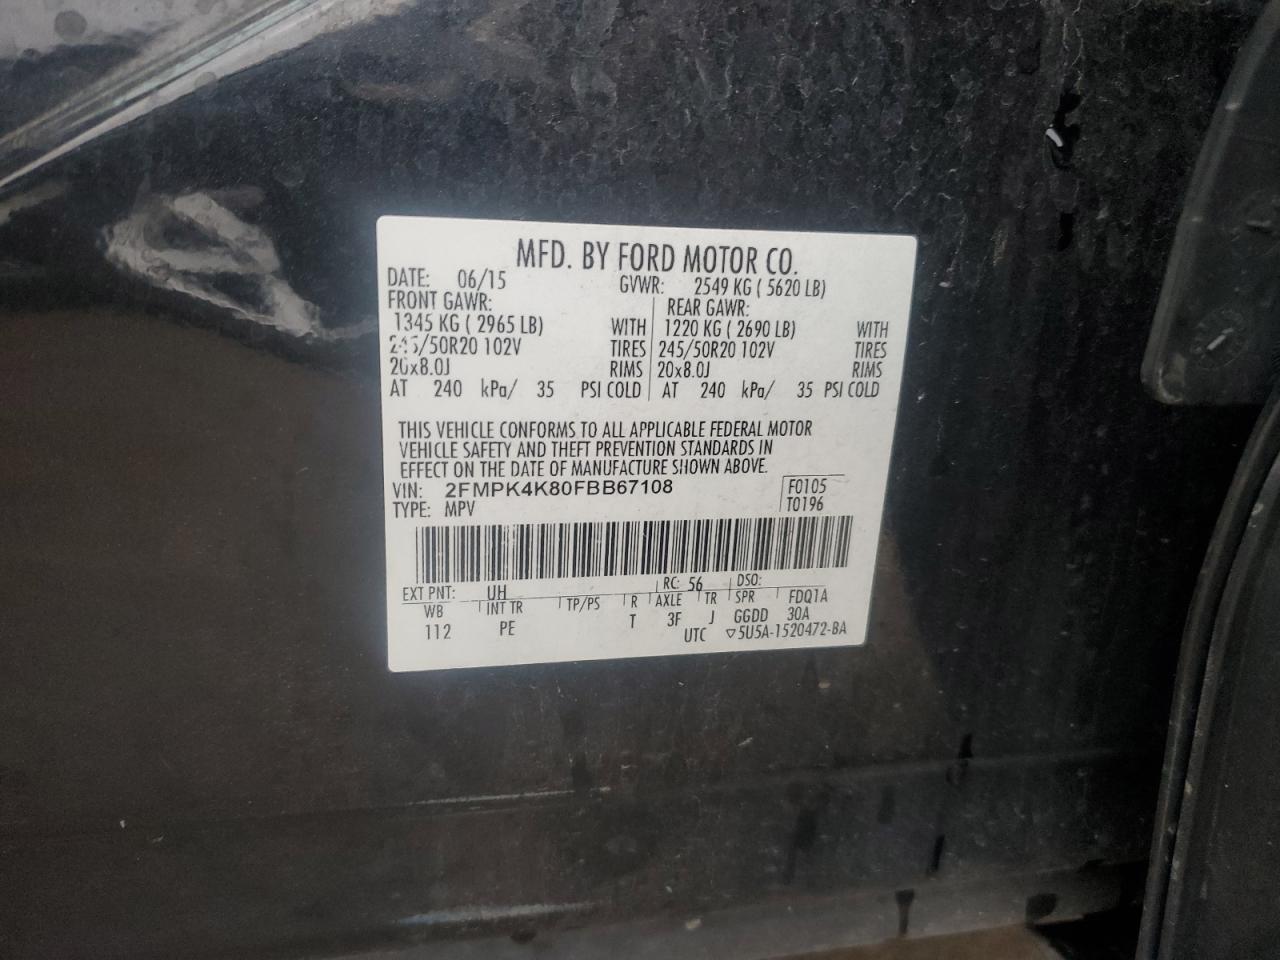 MFD. BY FORD MOTOR CO.
DATE: 06/15 GVWR: 2549 KG ( 5620 LB)
FRONT GAWR: REAR GAWR:
1345 KG ( 2965 LB) WITH 1220 KG ( 2690 LB) WITH
245/50R20 102V TIRES 245/50R20 102V TIRES
20x8.0J RIMS 20x8.0J RIMS
AT 240 kPa/ 35 PSI COLD AT 240 kPa/ 35 PSI COLD
THIS VEHICLE CONFORMS TO ALL APPLICABLE FEDERAL MOTOR
VEHICLE SAFETY AND THEFT PREVENTION STANDARDS IN
EFFECT ON THE DATE OF MANUFACTURE SHOWN ABOVE.
VIN: 2FMPK4K80FBB67108 F0105
TYPE: MPV T0196
EXT PNT: UH RC: 56 DSO:
WB INT TR TP/PS R AXLE TR SPR FDQ1A
112 PE T 3F J GGDD 30A
UTC ▽5U5A-1520472-BA